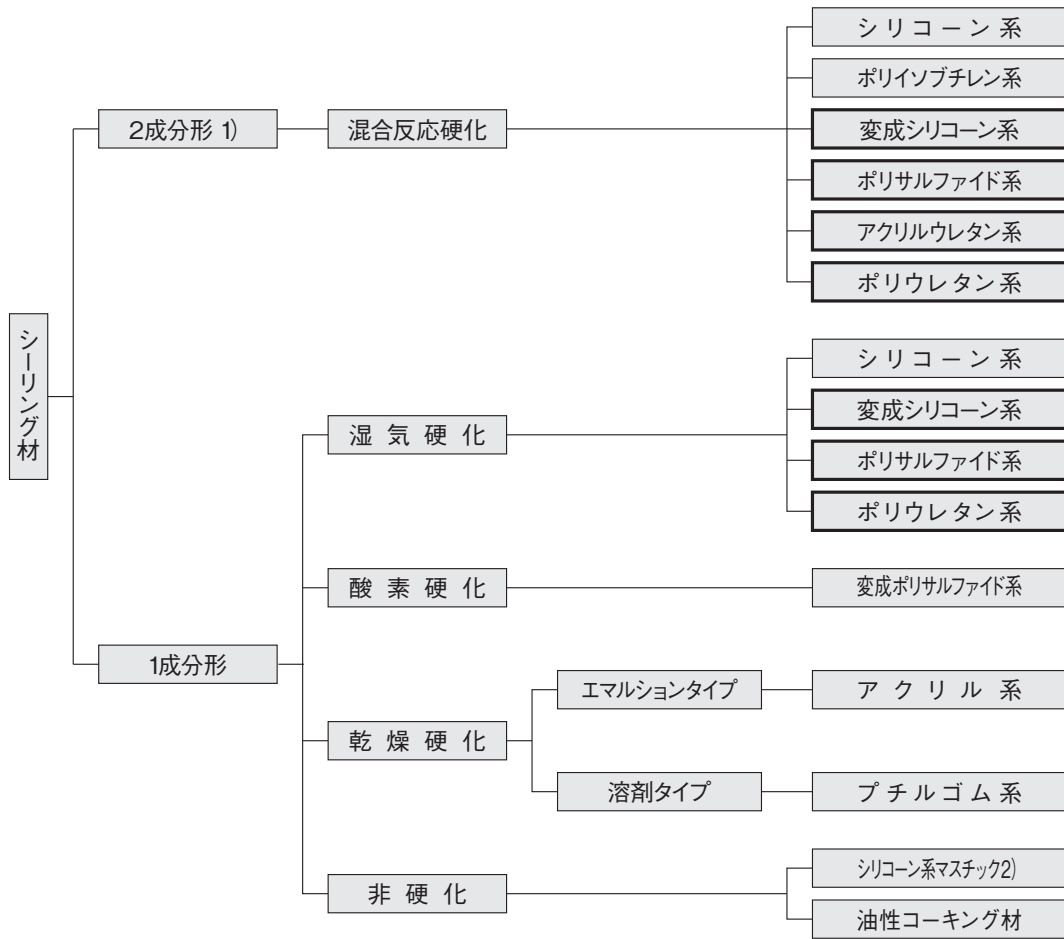 シーリング材
2成分形 1)
混合反応硬化
シリコーン系
ポリイソブチレン系
変成シリコーン系
ポリサルファイド系
アクリルウレタン系
ポリウレタン系
1成分形
湿気硬化
シリコーン系
変成シリコーン系
ポリサルファイド系
ポリウレタン系
酸素硬化
変成ポリサルファイド系
乾燥硬化
エマルションタイプ
アクリル系
溶剤タイプ
ブチルゴム系
非硬化
シリコーン系マスチック2)
油性コーキング材